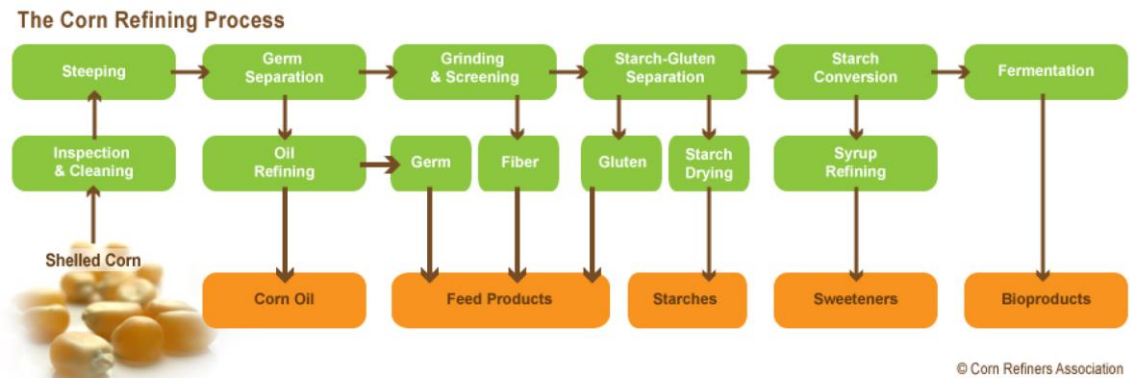 The Corn Refining Process
Steeping
Germ
Separation
Grinding
& Screening
Starch-Gluten
Separation
Starch
Conversion
Fermentation
Inspection
& Cleaning
Oil
Refining
Germ
Fiber
Gluten
Starch
Drying
Syrup
Refining
Shelled Corn
Corn Oil
Feed Products
Starches
Sweeteners
Bioproducts
© Corn Refiners Association